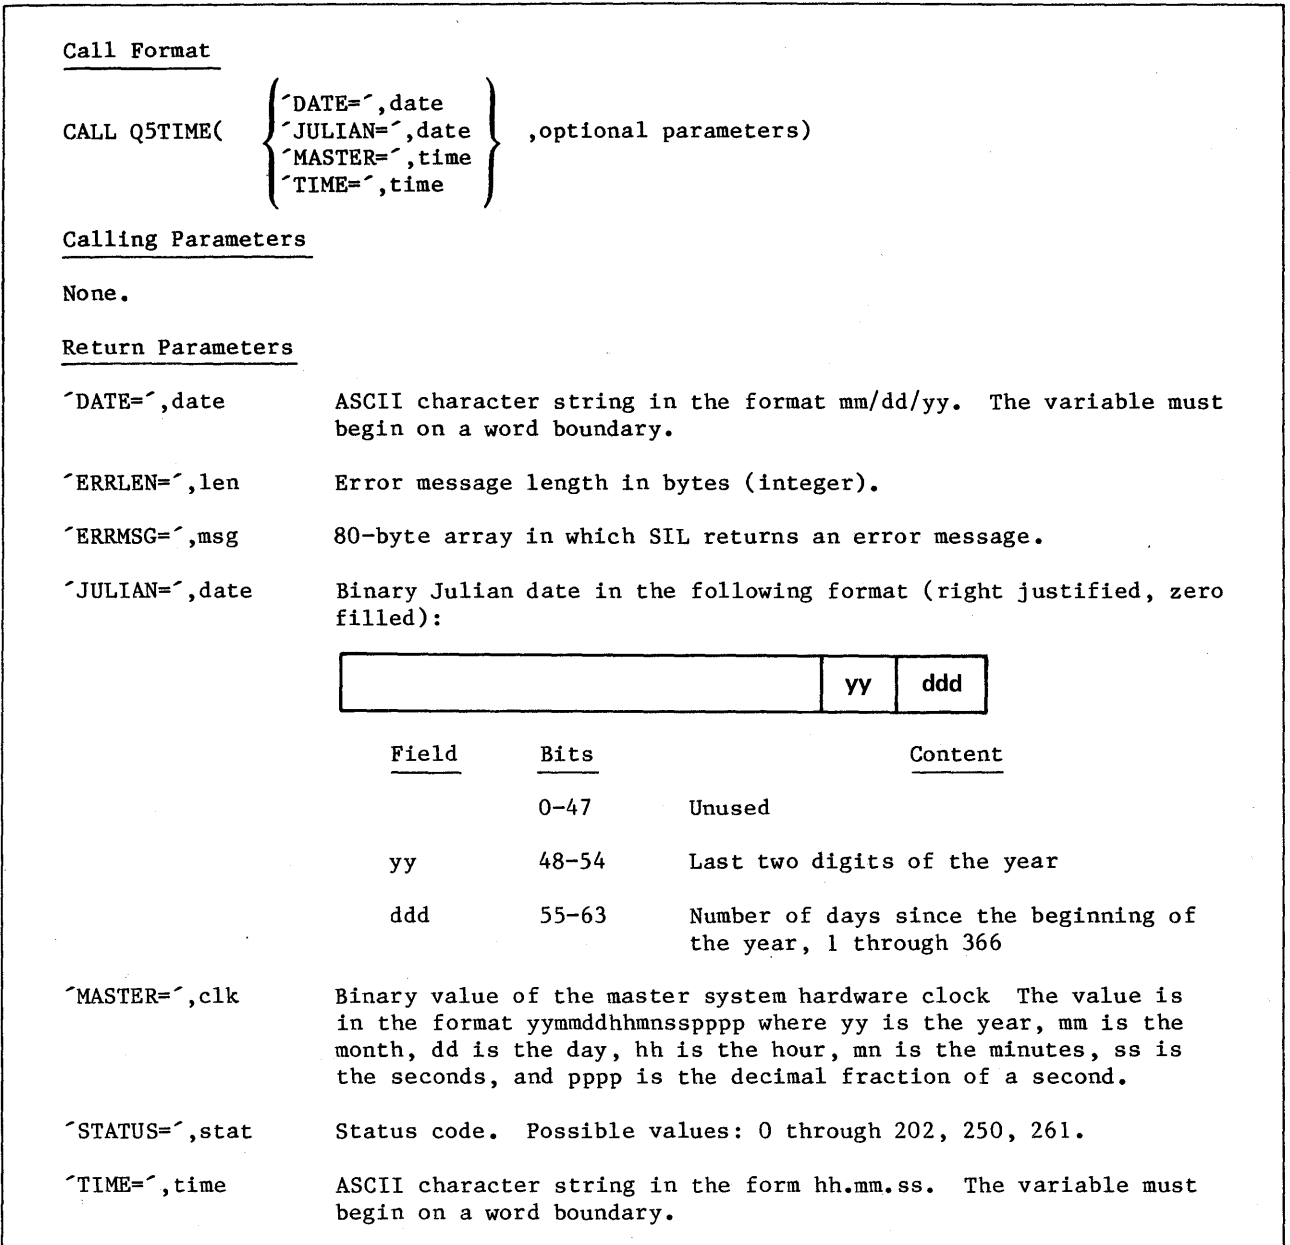 Call Format
´DATE=´,date
CALL Q5TIME( ´JULIAN=´,date ,optional parameters)
´MASTER=´,time
´TIME=´,time
Calling Parameters
None.
Return Parameters
´DATE=´,date ASCII character string in the format mm/dd/yy. The variable must
begin on a word boundary.
´ERRLEN=´,len Error message length in bytes (integer).
´ERRMSG=´,msg 80-byte array in which SIL returns an error message.
´JULIAN=´,date Binary Julian date in the following format (right justified, zero
filled):
yy ddd
Field Bits Content
0-47 Unused
yy 48-54 Last two digits of the year
ddd 55-63 Number of days since the beginning of
the year, 1 through 366
´MASTER=´,clk Binary value of the master system hardware clock The value is
in the format yymmddhhmnsspppp where yy is the year, mm is the
month, dd is the day, hh is the hour, mn is the minutes, ss is
the seconds, and pppp is the decimal fraction of a second.
´STATUS=´,stat Status code. Possible values: 0 through 202, 250, 261.
´TIME=´,time ASCII character string in the form hh.mm.ss. The variable must
begin on a word boundary.